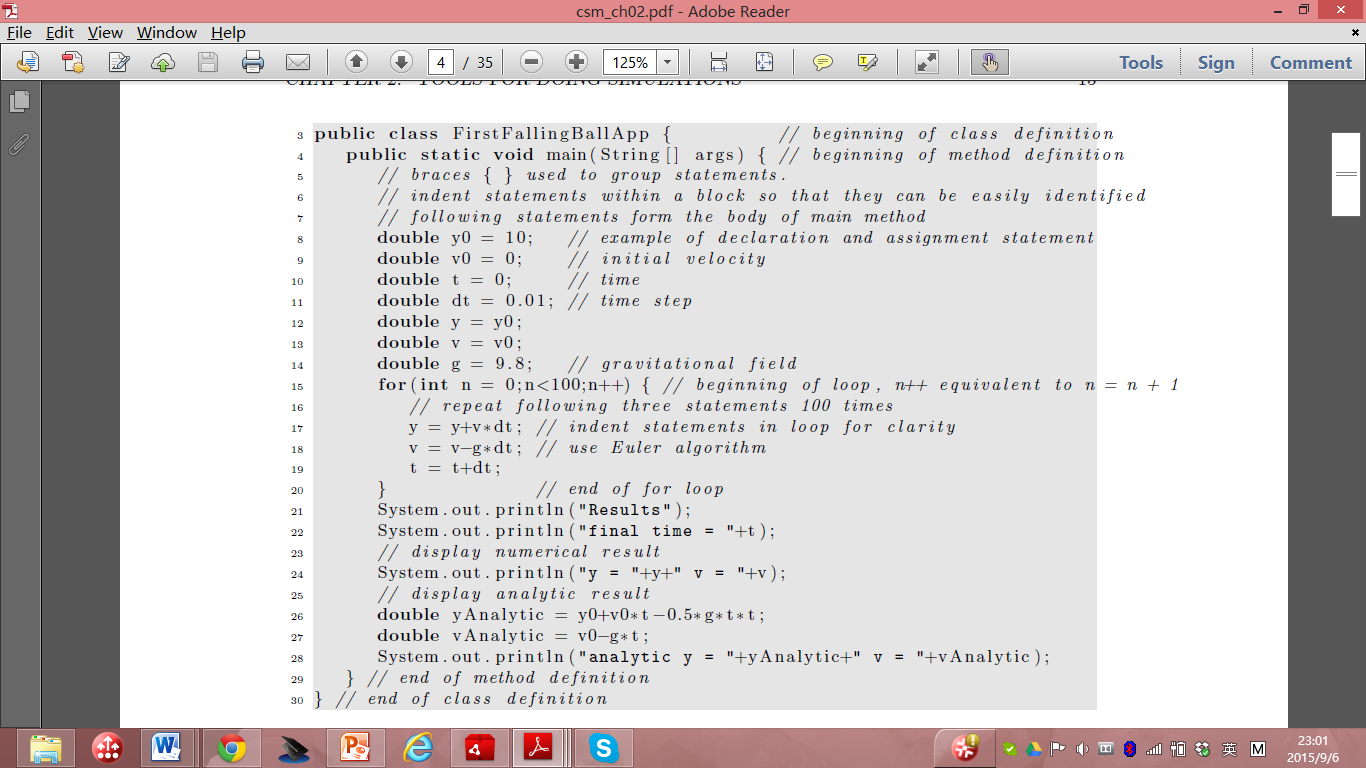 csm_ch02.pdf - Adobe Reader
File Edit View Window Help
4 / 35 125% Tools Sign Comment
CHAPTER 2. TOOLS FOR DOING SIMULATIONS
3 public class FirstFallingBallApp { // beginning of class definition
4 public static void main(String[] args) { // beginning of method definition
5 // braces { } used to group statements.
6 // indent statements within a block so that they can be easily identified
7 // following statements form the body of main method
8 double y0 = 10; // example of declaration and assignment statement
9 double v0 = 0; // initial velocity
10 double t = 0; // time
11 double dt = 0.01; // time step
12 double y = y0;
13 double v = v0;
14 double g = 9.8; // gravitational field
15 for(int n = 0;n<100;n++) { // beginning of loop, n++ equivalent to n = n + 1
16 // repeat following three statements 100 times
17 y = y+v*dt; // indent statements in loop for clarity
18 v = v-g*dt; // use Euler algorithm
19 t = t+dt;
20 } // end of for loop
21 System.out.println("Results");
22 System.out.println("final time = "+t);
23 // display numerical result
24 System.out.println("y = "+y+" v = "+v);
25 // display analytic result
26 double yAnalytic = y0+v0*t-0.5*g*t*t;
27 double vAnalytic = v0-g*t;
28 System.out.println("analytic y = "+yAnalytic+" v = "+vAnalytic);
29 } // end of method definition
30 } // end of class definition
英 M 23:01
2015/9/6